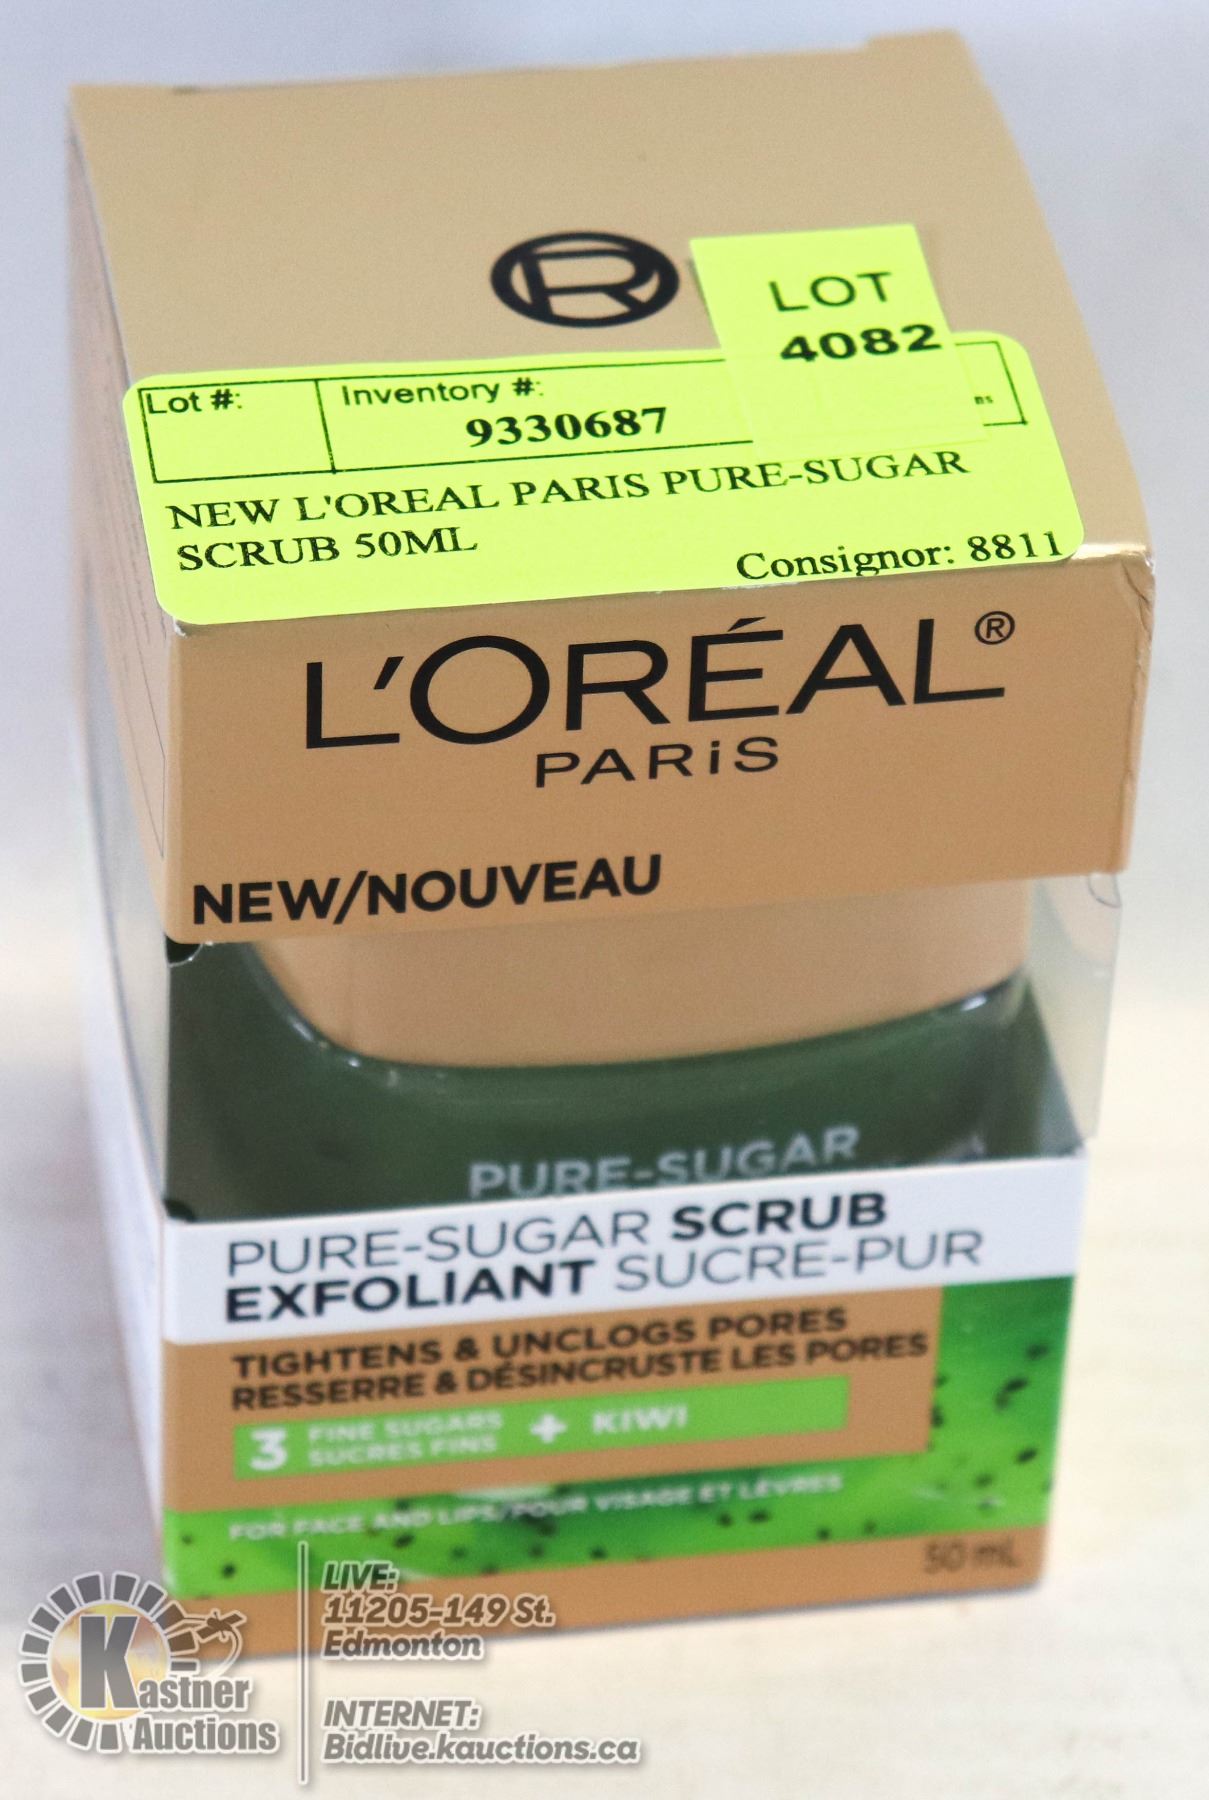 R
LOT
4082
Lot #:
Inventory #:
9330687
ns
NEW L'OREAL PARIS PURE-SUGAR
SCRUB 50ML
Consignor: 8811
L'ORÉAL®
PARiS
NEW/NOUVEAU
PURE-SUGAR
PURE-SUGAR SCRUB
EXFOLIANT SUCRE-PUR
TIGHTENS & UNCLOGS PORES
RESSERRE & DÉSINCRUSTE LES PORES
3 FINE SUGARS + KIWI
SUCRES FINS
FOR FACE AND LIPS/POUR VISAGE ET LÈVRES
50 mL
Kastner
Auctions
LIVE:
11205-149 St.
Edmonton
INTERNET:
Bidlive.kauctions.ca